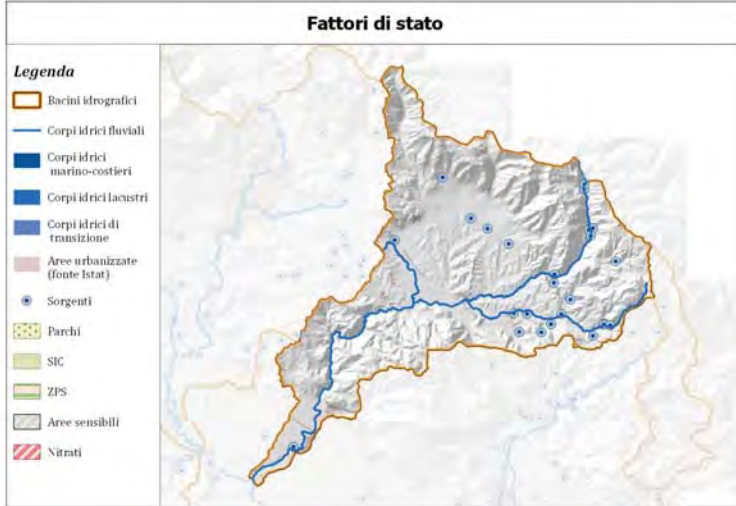 Fattori di stato
Legenda
Bacini idrografici
Corpi idrici fluviali
Corpi idrici
marino-costieri
Corpi idrici lacustri
Corpi idrici di
transizione
Aree urbanizzate
(fonte Istat)
Sorgenti
Parchi
SIC
ZPS
Aree sensibili
Nitrati